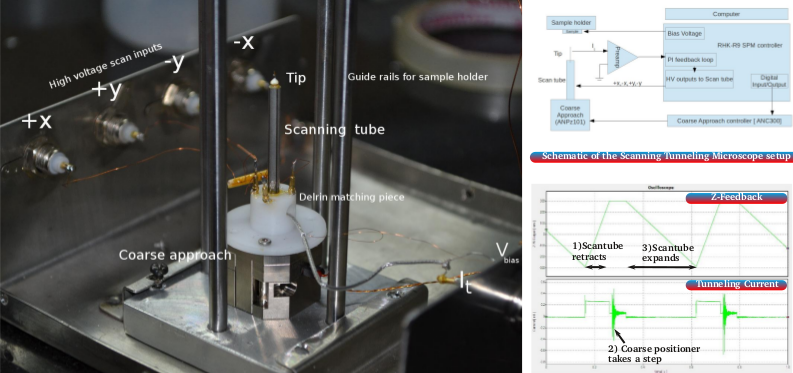 High voltage scan inputs
-x
-y
+y
+x
Tip
Guide rails for sample holder
Scanning tube
Delrin matching piece
Coarse approach
V bias
I t
Computer
Sample holder
Bias Voltage
RHK-R9 SPM controller
Tip
I t
Preamp
PI feedback loop
Scan tube
HV outputs to Scan tube
+x,-x,+y,-y
Digital
Input/Output
Coarse
Approach
(ANPz101)
Coarse Approach controller [ ANC300]
Schematic of the Scanning Tunneling Microscope setup
Oscilloscope
Z-Feedback
1)Scantube
retracts
3)Scantube
expands
Tunneling Current
2) Coarse positioner
takes a step